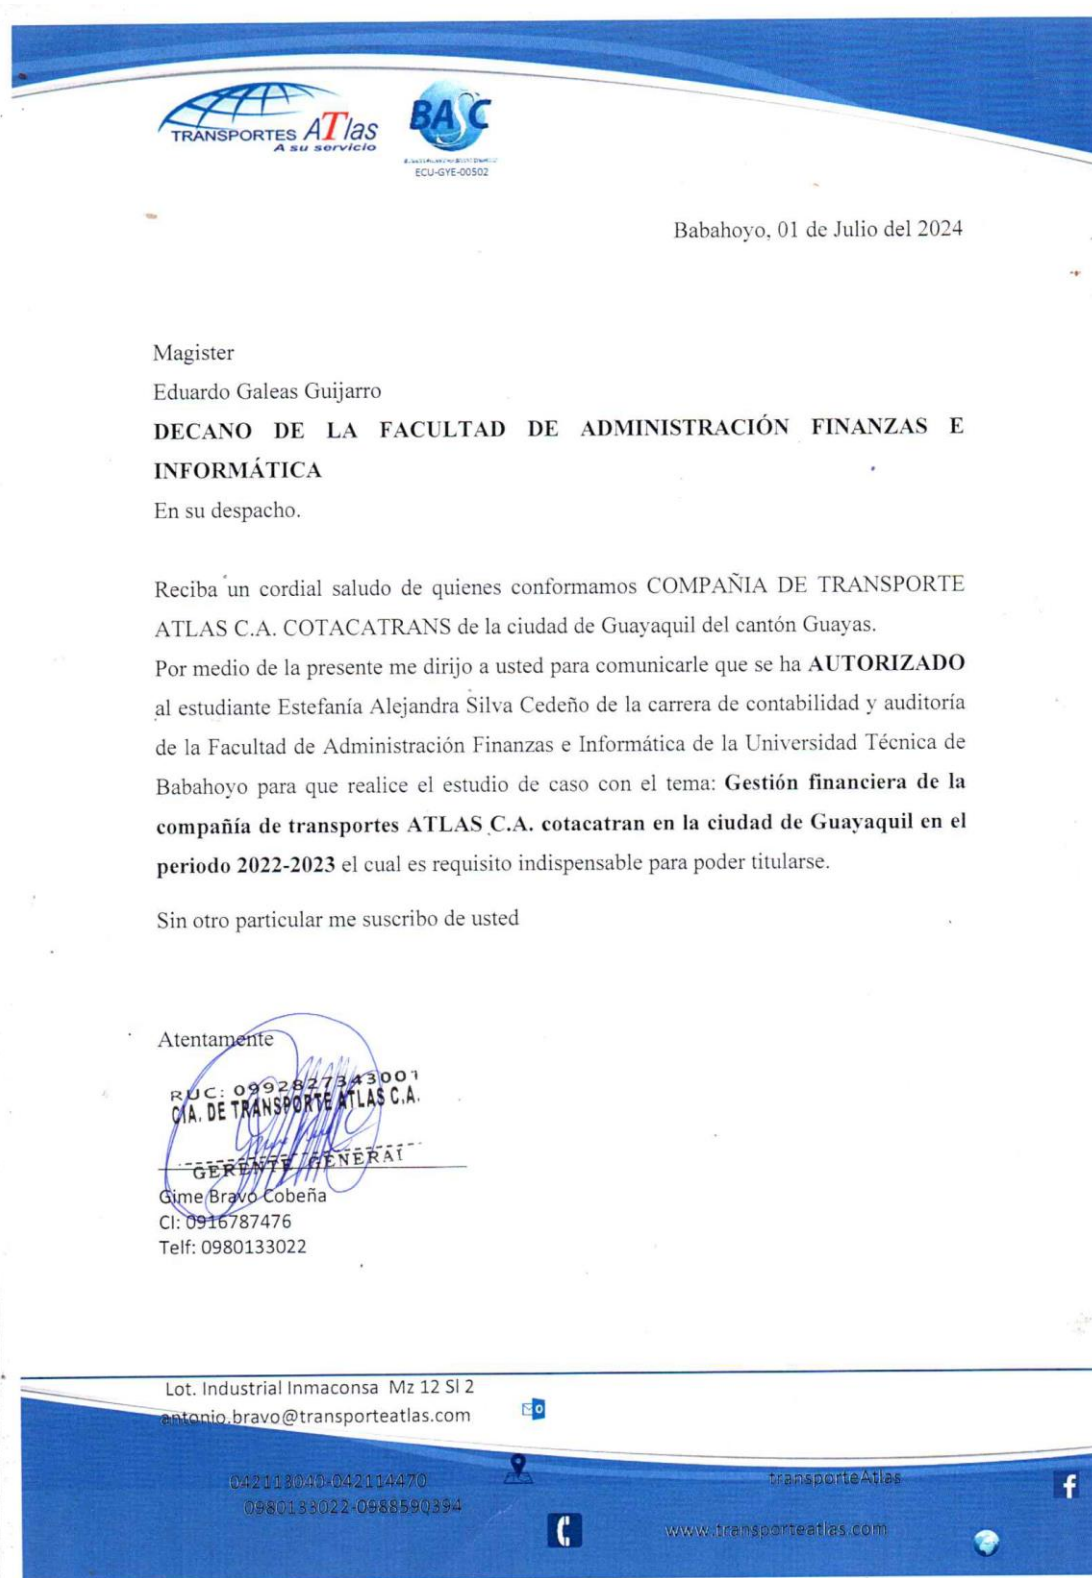 TRANSPORTES ATlas
A su servicio
BASC
ECU-GYE-00502
Babahoyo, 01 de Julio del 2024
Magister
Eduardo Galeas Guijarro
DECANO DE LA FACULTAD DE ADMINISTRACIÓN FINANZAS E
INFORMÁTICA
En su despacho.
Reciba un cordial saludo de quienes conformamos COMPAÑIA DE TRANSPORTE
ATLAS C.A. COTACATRANS de la ciudad de Guayaquil del cantón Guayas.
Por medio de la presente me dirijo a usted para comunicarle que se ha AUTORIZADO
al estudiante Estefanía Alejandra Silva Cedeño de la carrera de contabilidad y auditoría
de la Facultad de Administración Finanzas e Informática de la Universidad Técnica de
Babahoyo para que realice el estudio de caso con el tema: Gestión financiera de la
compañía de transportes ATLAS C.A. cotacatran en la ciudad de Guayaquil en el
periodo 2022-2023 el cual es requisito indispensable para poder titularse.
Sin otro particular me suscribo de usted
Atentamente
RUC: 0992827343001
CIA. DE TRANSPORTE ATLAS C.A.
GERENTE GENERAL
Gime Bravo Cobeña
CI: 0916787476
Telf: 0980133022
Lot. Industrial Inmaconsa Mz 12 Sl 2
antonio.bravo@transporteatlas.com
042113040-042114470
0980133022-0988590394
transporteAtlas
www.transporteatlas.com